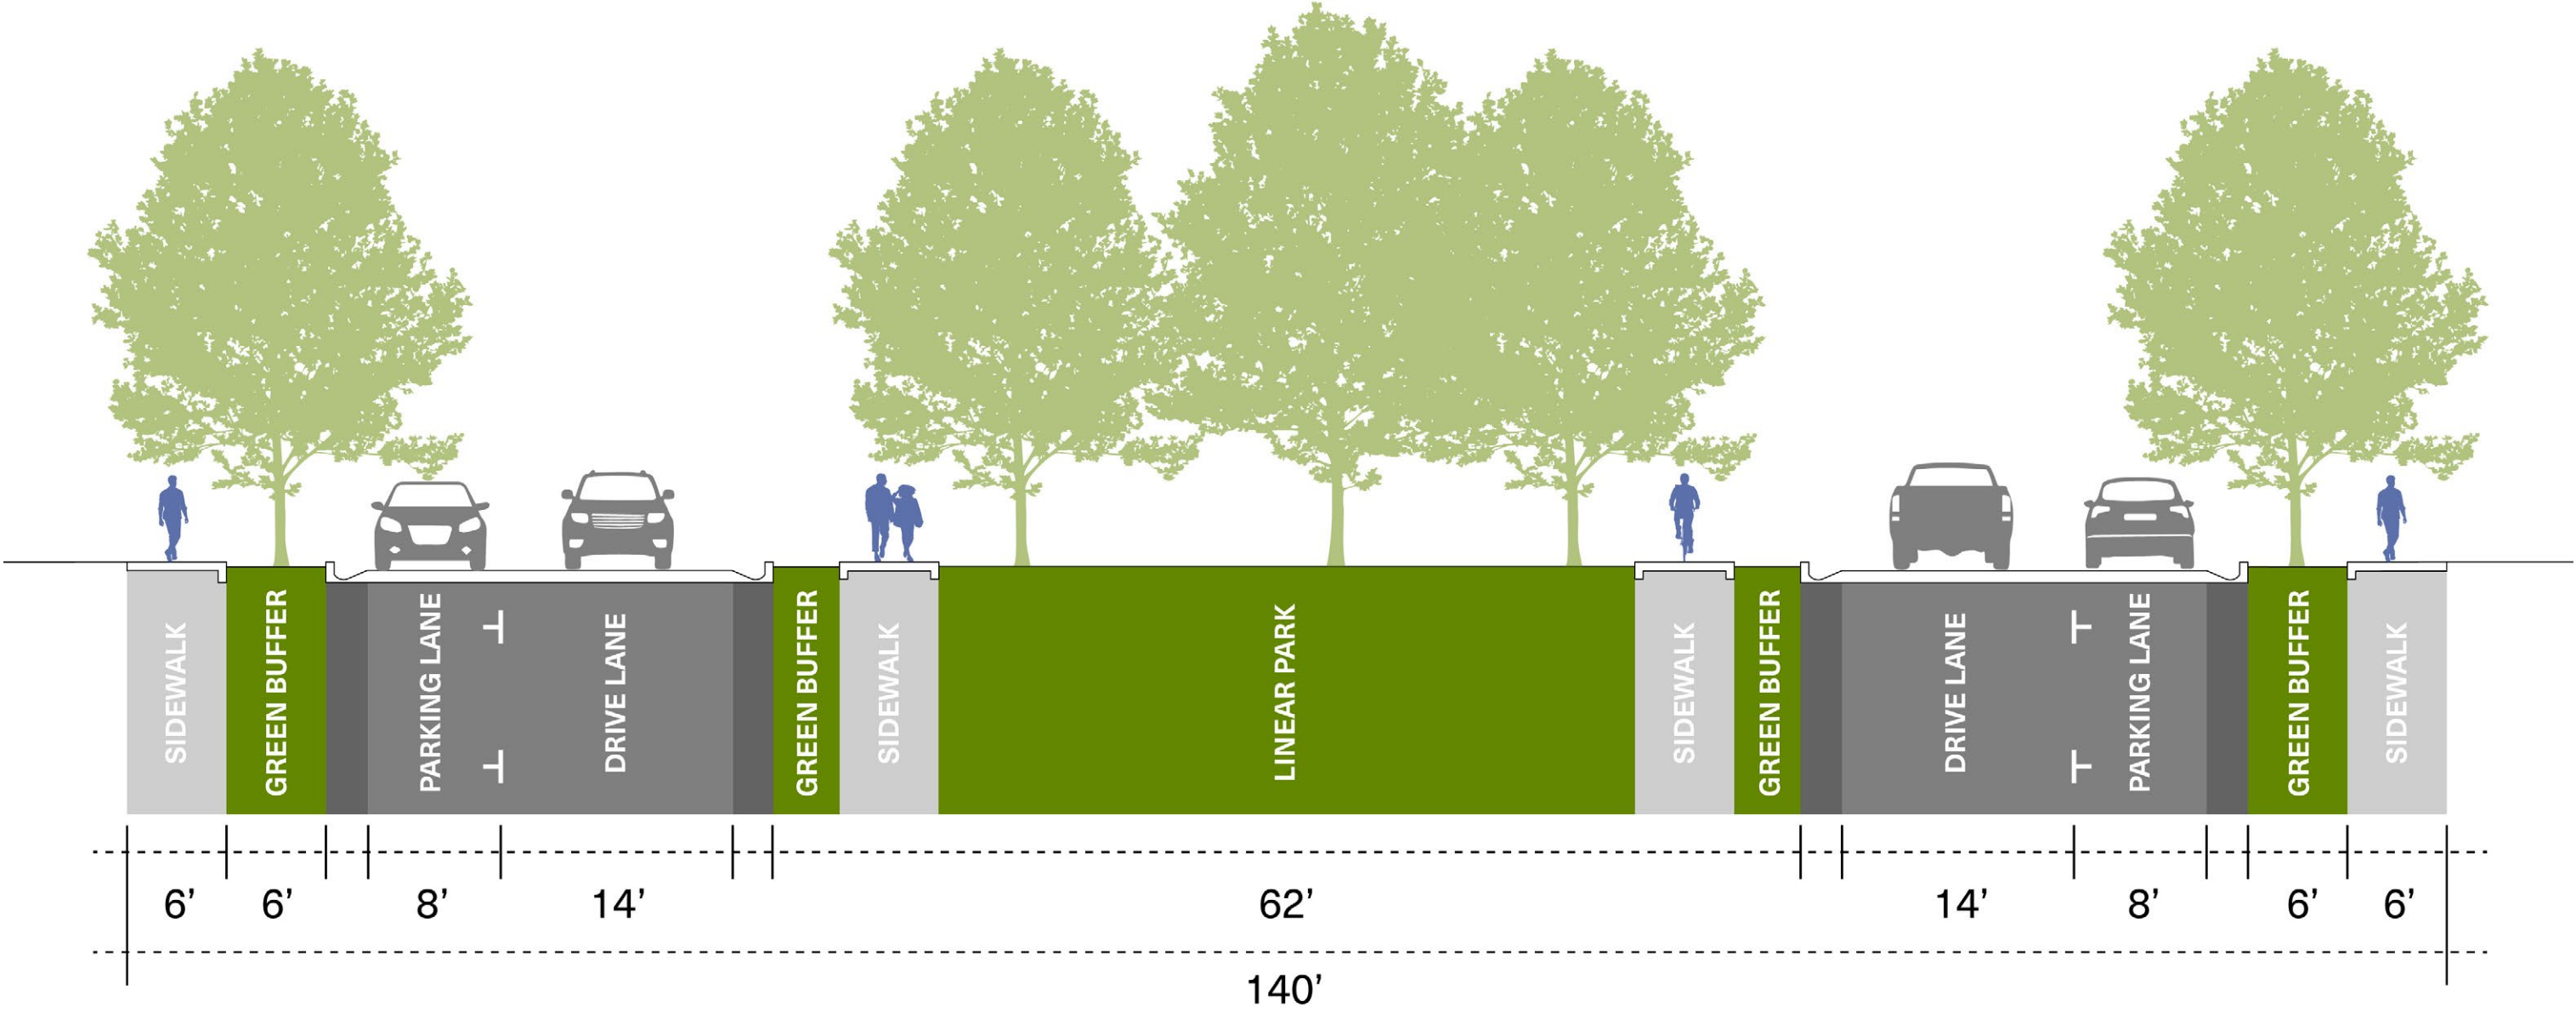 SIDEWALK
GREEN BUFFER
PARKING LANE
DRIVE LANE
GREEN BUFFER
SIDEWALK
LINEAR PARK
SIDEWALK
GREEN BUFFER
DRIVE LANE
PARKING LANE
GREEN BUFFER
SIDEWALK
6’ 6’ 8’ 14’ 62’ 14’ 8’ 6’ 6’
140’